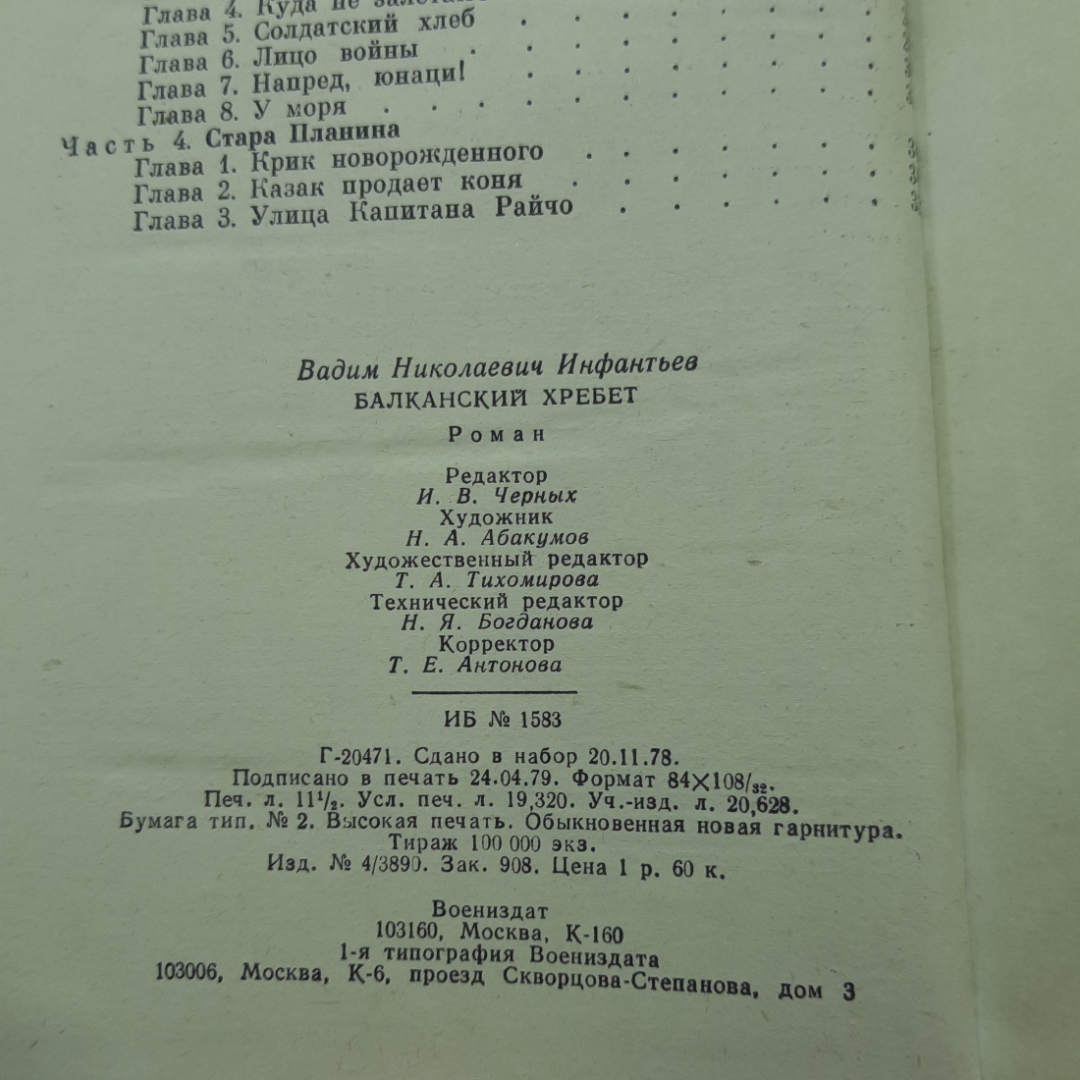 Глава 4. Куда не
Глава 5. Солдатский хлеб . . . . . . . .
Глава 6. Лицо войны . . . . . . . . .
Глава 7. Напред, юнаци! . . . . . . . .
Глава 8. У моря . . . . . . . . . . .
Часть 4. Стара Планина
Глава 1. Крик новорожденного . . . . . . .
Глава 2. Казак продает коня . . . . . . .
Глава 3. Улица Капитана Райчо . . . . . .
Вадим Николаевич Инфантьев
БАЛКАНСКИЙ ХРЕБЕТ
Роман
Редактор
И. В. Черных
Художник
Н. А. Абакумов
Художественный редактор
Т. А. Тихомирова
Технический редактор
Н. Я. Богданова
Корректор
Т. Е. Антонова
ИБ № 1583
Г-20471. Сдано в набор 20.11.78.
Подписано в печать 24.04.79. Формат 84×108/₃₂.
Печ. л. 11¹/₂. Усл. печ. л. 19,320. Уч.-изд. л. 20,628.
Бумага тип. № 2. Высокая печать. Обыкновенная новая гарнитура.
Тираж 100 000 экз.
Изд. № 4/3890. Зак. 908. Цена 1 р. 60 к.
Воениздат
103160, Москва, К-160
1-я типография Воениздата
103006, Москва, К-6, проезд Скворцова-Степанова, дом 3